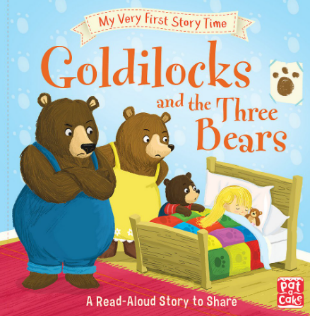 My Very First Story Time
Goldilocks
and the Three
Bears
A Read-Aloud Story to Share
pat
a
cake